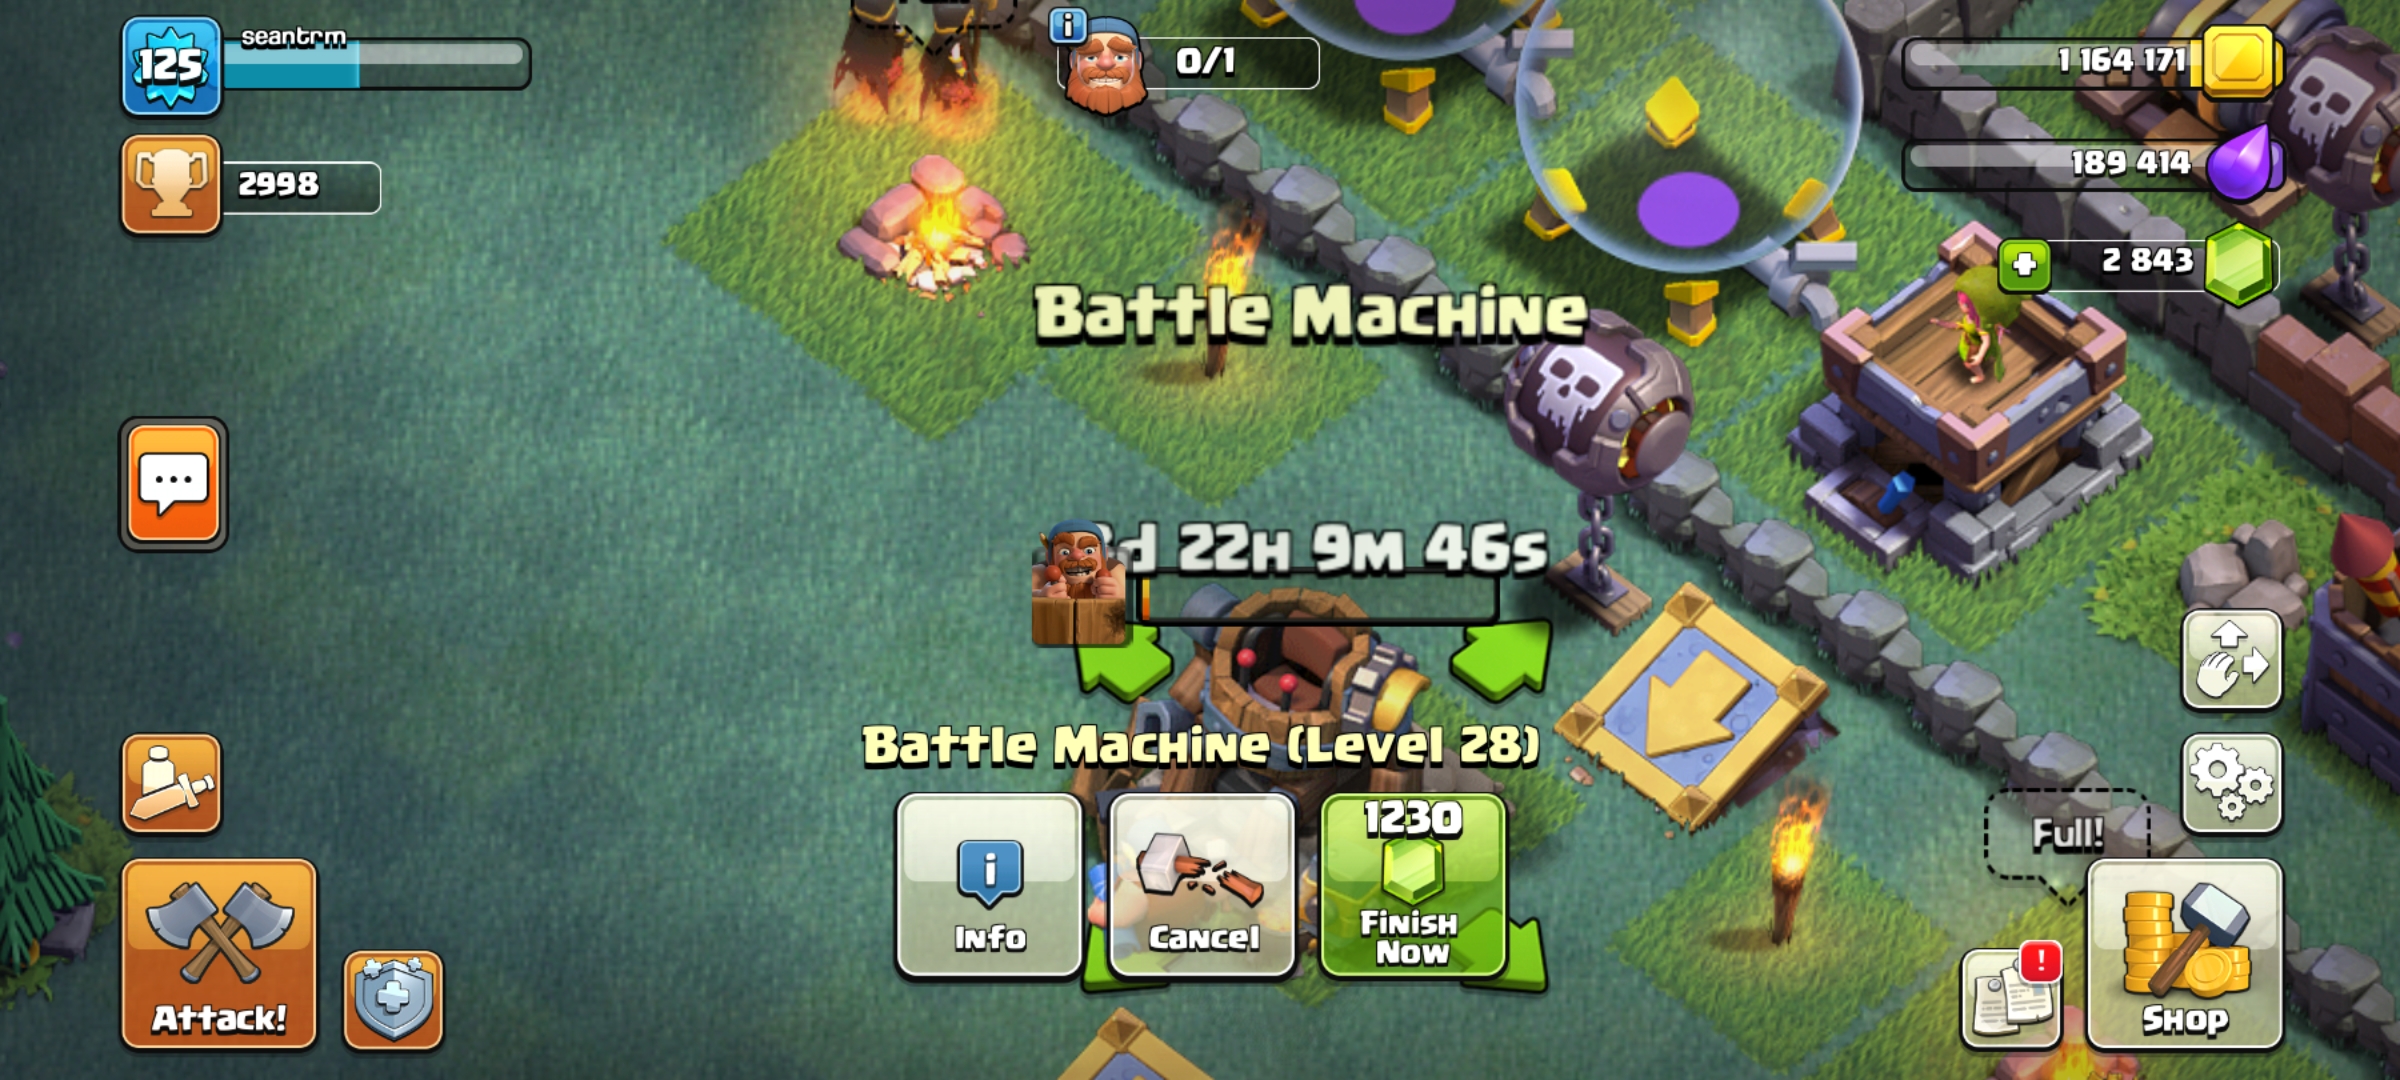 seantrm
125
0/1
1 164 171
2998
189 414
2 843
Battle Machine
22H 9M 46s
Battle Machine (Level 28)
1230
Info
Cancel
Finish
Now
Full!
!
Attack!
Shop